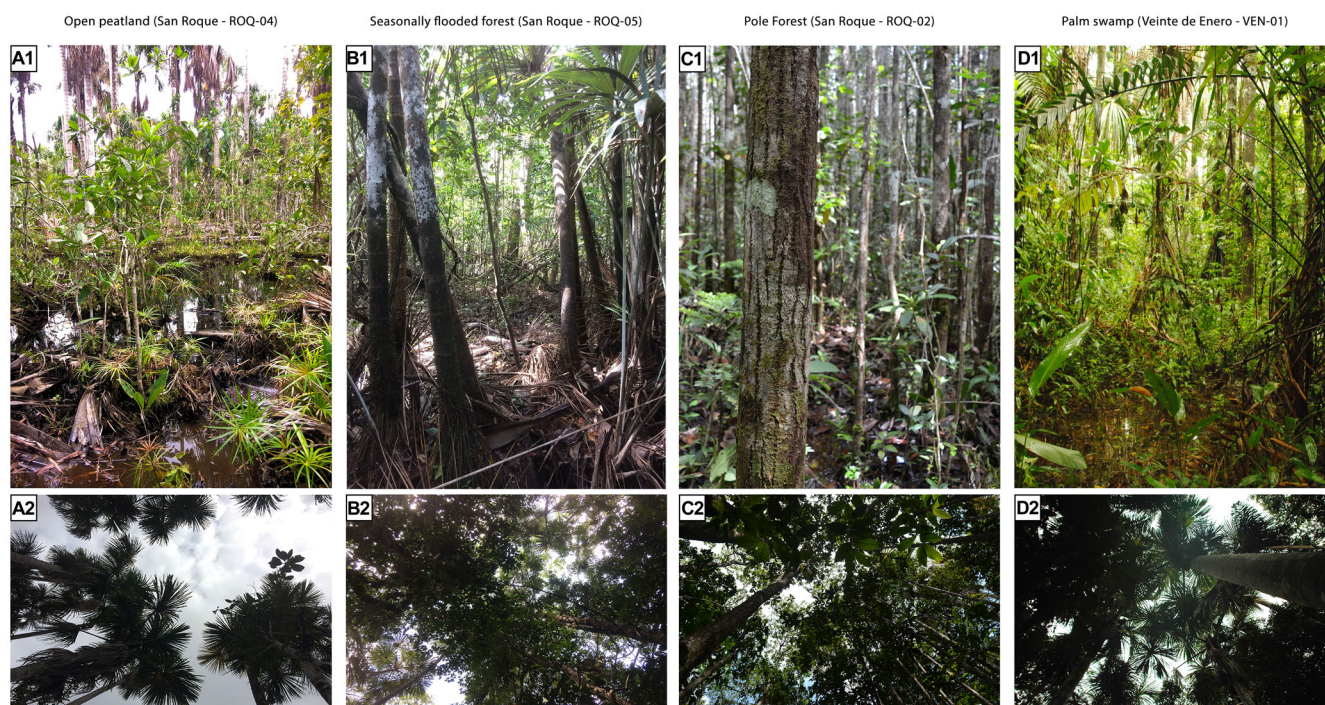 Open peatland (San Roque - ROQ-04)
Seasonally flooded forest (San Roque - ROQ-05)
Pole Forest (San Roque - ROQ-02)
Palm swamp (Veinte de Enero - VEN-01)
A1
B1
C1
D1
A2
B2
C2
D2